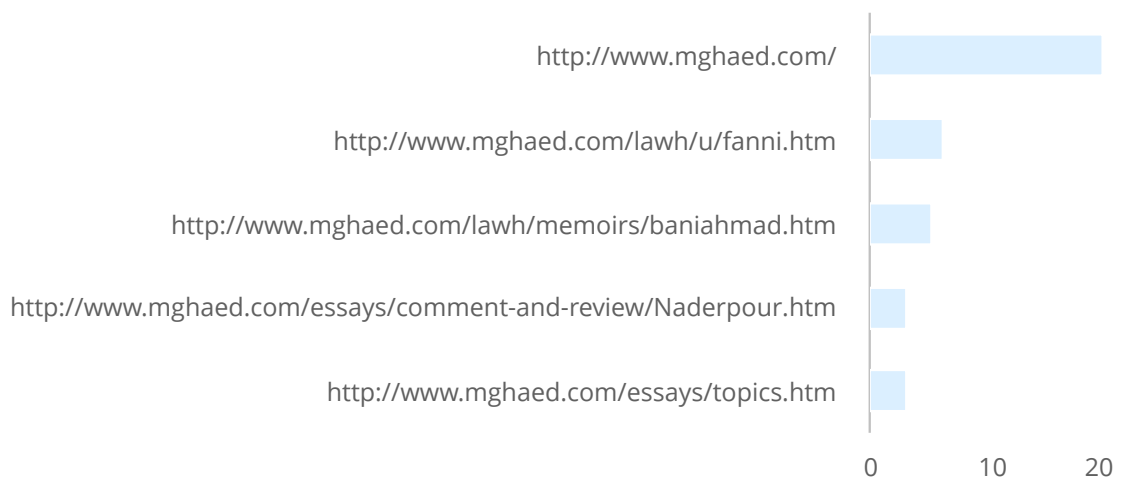 http://www.mghaed.com/
http://www.mghaed.com/lawh/u/fanni.htm
http://www.mghaed.com/lawh/memoirs/baniahmad.htm
http://www.mghaed.com/essays/comment-and-review/Naderpour.htm
http://www.mghaed.com/essays/topics.htm
0 10 20